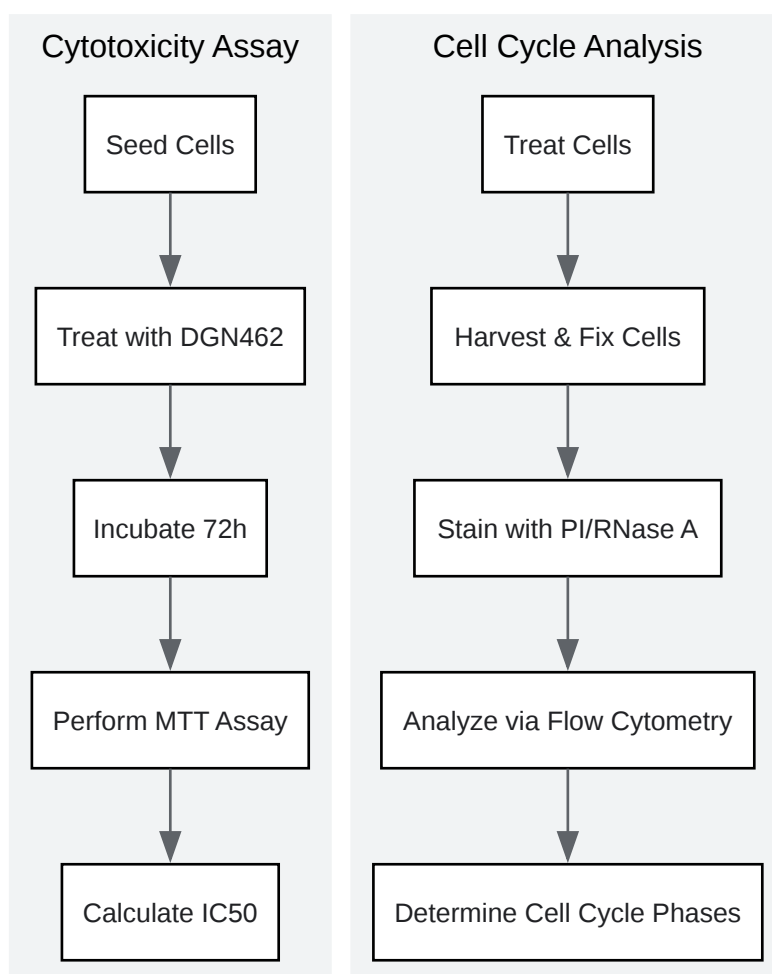 Cytotoxicity Assay
Seed Cells
Treat with DGN462
Incubate 72h
Perform MTT Assay
Calculate IC50
Cell Cycle Analysis
Treat Cells
Harvest & Fix Cells
Stain with PI/RNase A
Analyze via Flow Cytometry
Determine Cell Cycle Phases